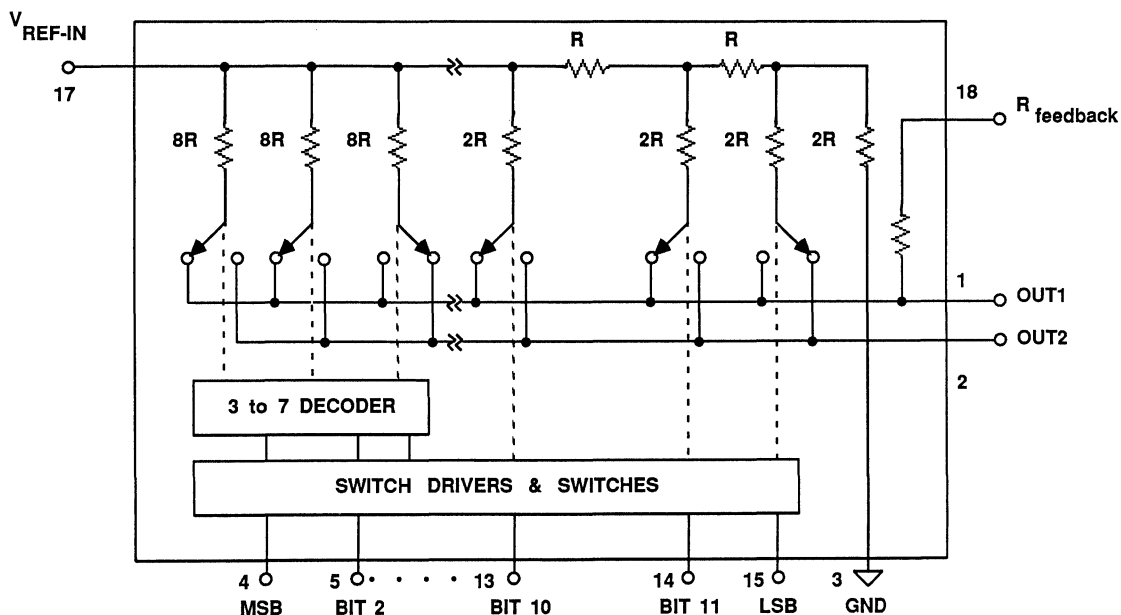 V REF-IN
17
R R
18
R feedback
8R 8R 8R 2R 2R 2R 2R
1
OUT1
OUT2
2
3 to 7 DECODER
SWITCH DRIVERS & SWITCHES
4 5 . . . . 13 14 15 3
MSB BIT 2 BIT 10 BIT 11 LSB GND